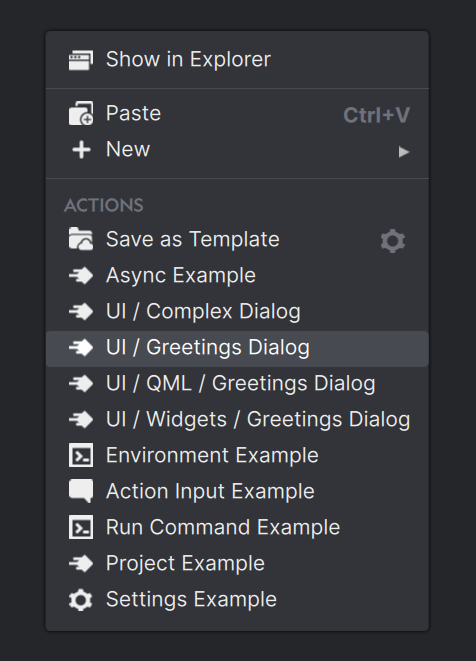 Show in Explorer
Paste Ctrl+V
New
ACTIONS
Save as Template
Async Example
UI / Complex Dialog
UI / Greetings Dialog
UI / QML / Greetings Dialog
UI / Widgets / Greetings Dialog
Environment Example
Action Input Example
Run Command Example
Project Example
Settings Example